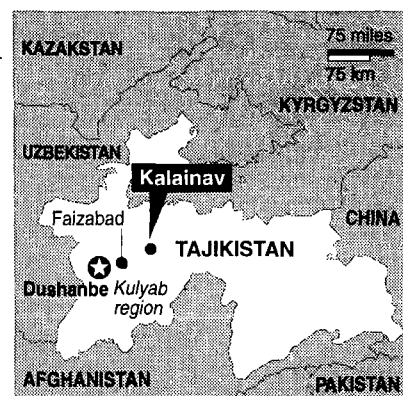 75 miles
KAZAKSTAN
75 km
KYRGYZSTAN
UZBEKISTAN
Kalainav
Faizabad
CHINA
TAJIKISTAN
Dushanbe Kulyab
region
AFGHANISTAN
PAKISTAN